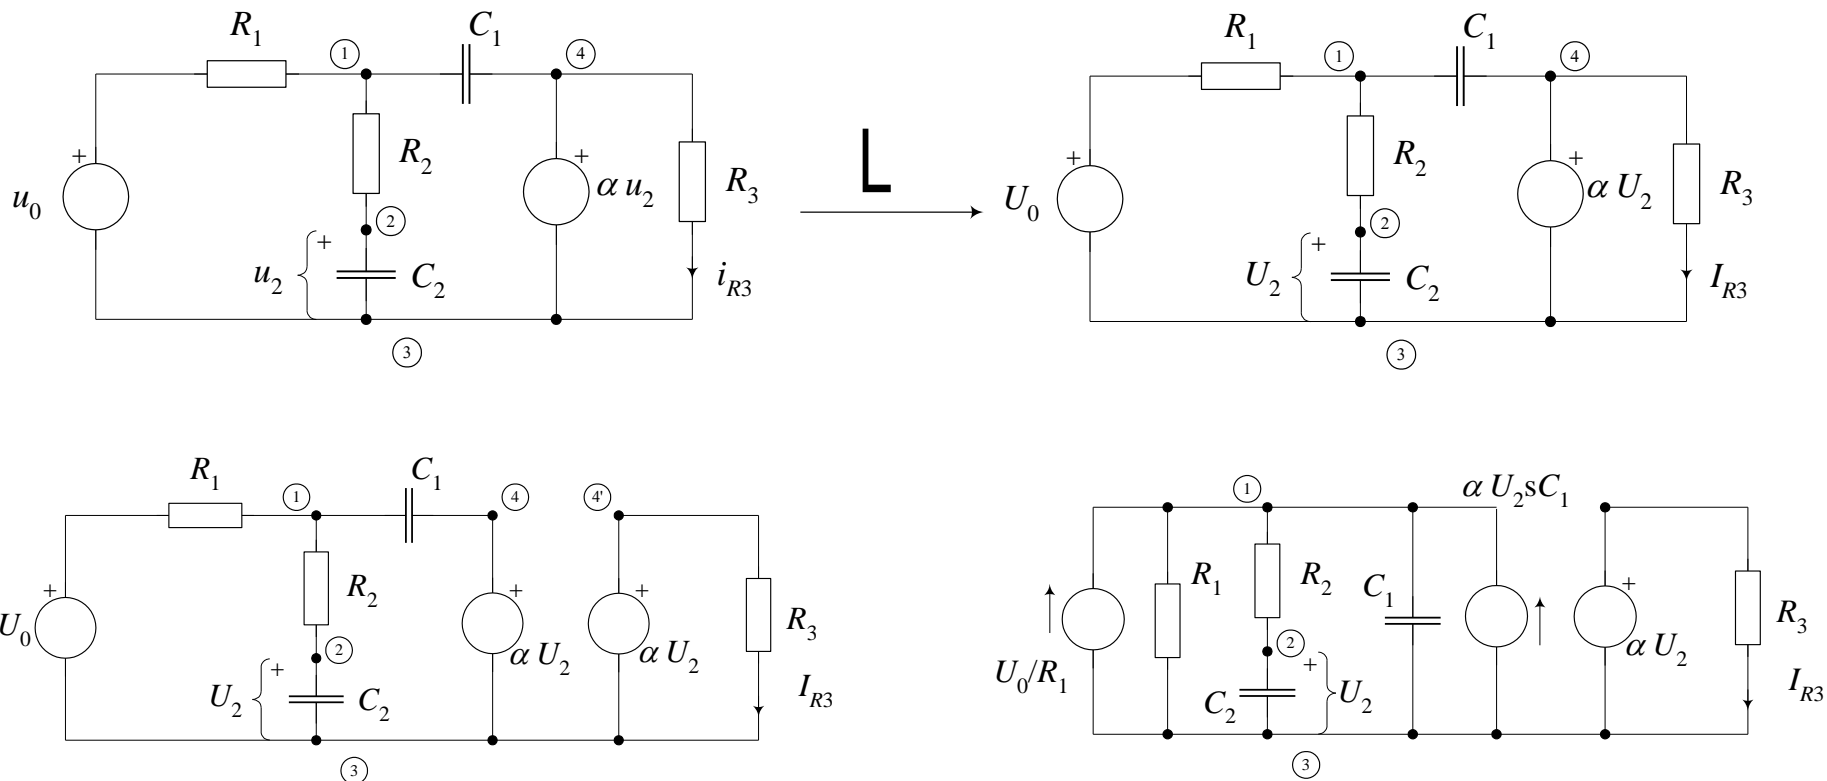 R1 ① C1 ④
R2
u0 + + α u2 R3
②
u2 + C2 iR3
③
L
R1 ① C1 ④
R2
U0 + + α U2 R3
②
U2 + C2 IR3
③
R1 ① C1 ④ 4'
R2
U0 + + α U2 + α U2 R3
②
U2 + C2 IR3
③
① α U2sC1
R1 R2 C1 + R3
U0/R1 ② α U2
C2 + U2 IR3
③